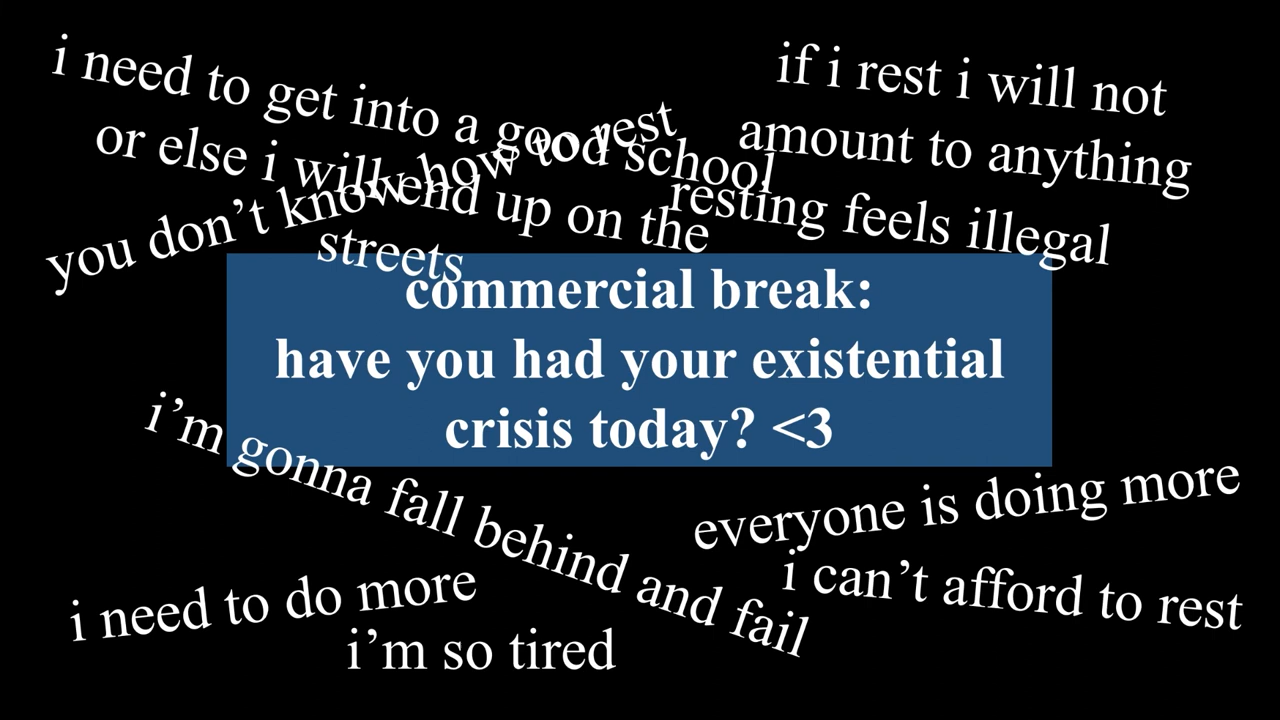 i need to get into a good school
or else i will end up on the
streets
you don’t know how to rest
if i rest i will not
amount to anything
resting feels illegal
commercial break:
have you had your existential
crisis today? <3
i’m gonna fall behind and fail
everyone is doing more
i can’t afford to rest
i need to do more
i’m so tired